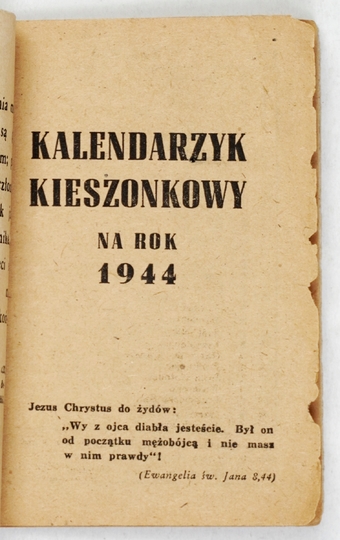 KALENDARZYK
KIESZONKOWY
NA ROK
1944
Jezus Chrystus do żydów:
„Wy z ojca diabła jesteście. Był on
od początku mężobójcą i nie masz
w nim prawdy“!
(Ewangelia św. Jana 8,44)